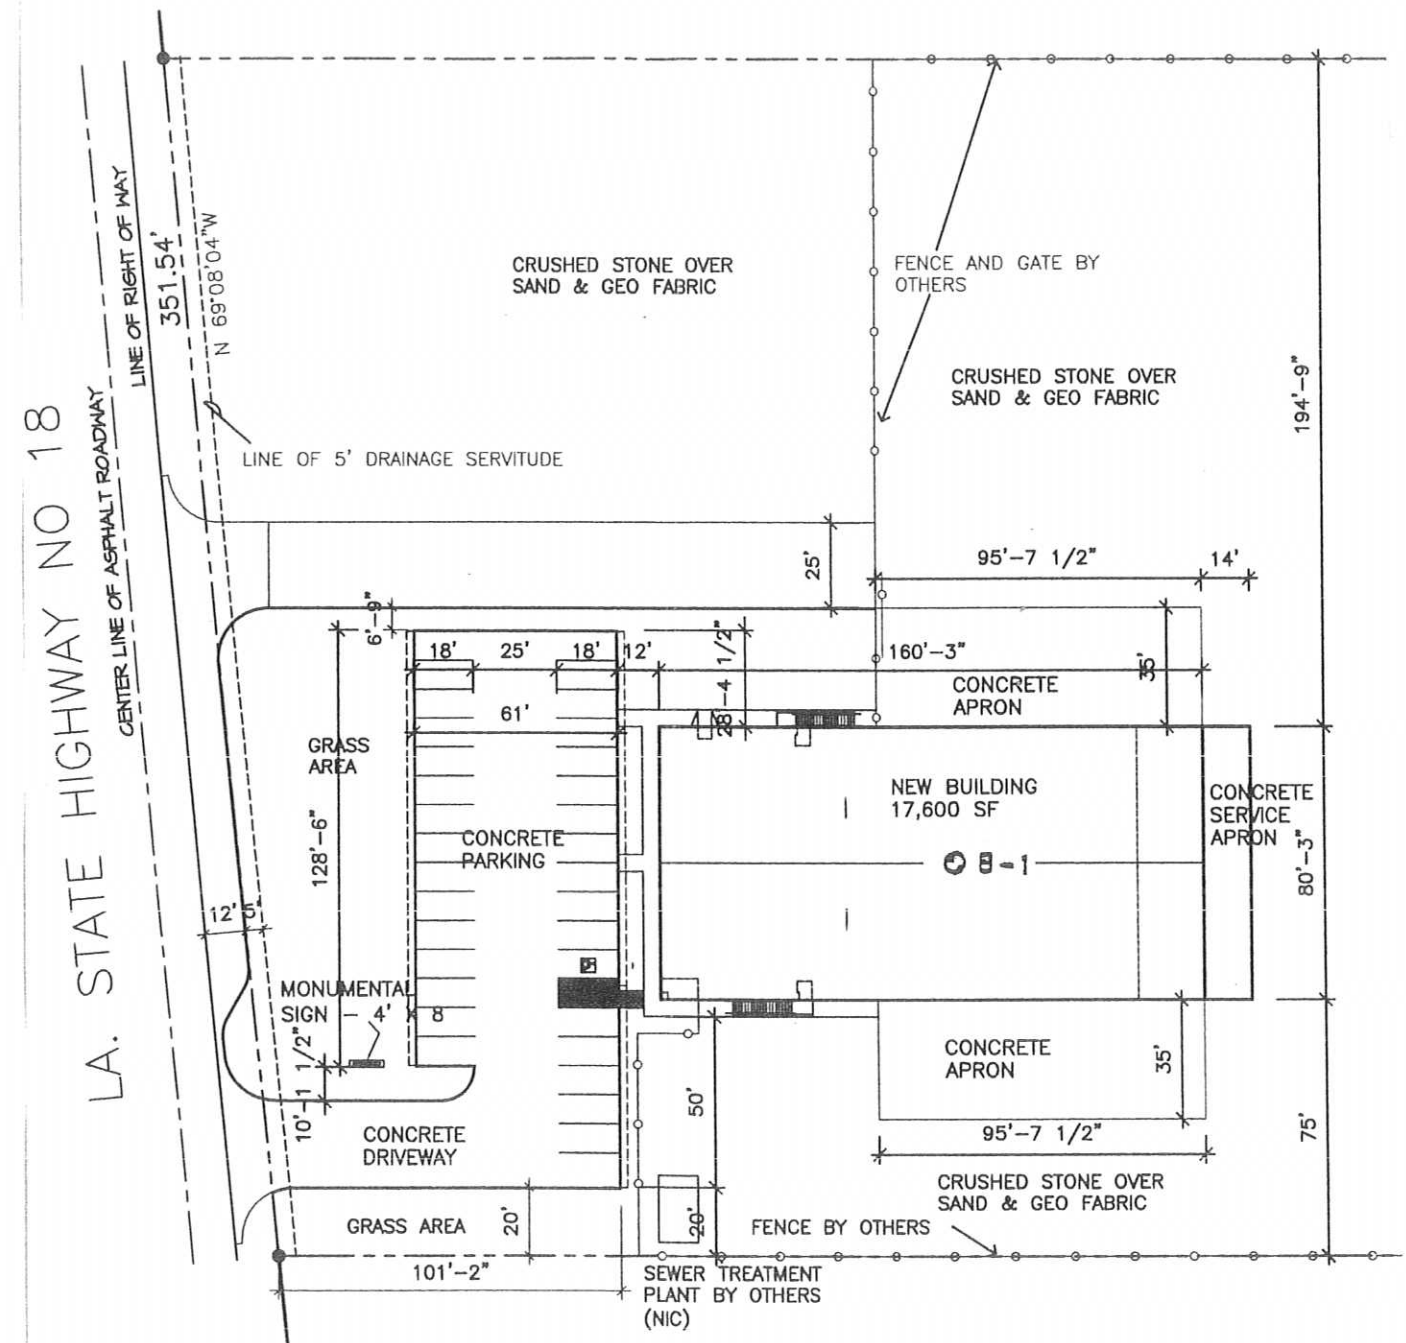 LA. STATE HIGHWAY NO 18
CENTER LINE OF ASPHALT ROADWAY
LINE OF RIGHT OF WAY
351.54'
N 69°08'04"W
CRUSHED STONE OVER
SAND & GEO FABRIC
FENCE AND GATE BY
OTHERS
CRUSHED STONE OVER
SAND & GEO FABRIC
194'-9"
LINE OF 5' DRAINAGE SERVITUDE
25'
95'-7 1/2"
14'
6'-9"
18'
25'
18'
12'
28'-4 1/2"
160'-3"
35'
CONCRETE
APRON
61'
GRASS
AREA
NEW BUILDING
17,600 SF
CONCRETE
SERVICE
APRON
CONCRETE
PARKING
128'-6"
B-1
80'-3"
12'
5'
MONUMENTAL
SIGN - 4' X 8
10'-1 1/2"
CONCRETE
APRON
35'
50'
95'-7 1/2"
75'
CONCRETE
DRIVEWAY
CRUSHED STONE OVER
SAND & GEO FABRIC
GRASS AREA
20'
20'
FENCE BY OTHERS
101'-2"
SEWER TREATMENT
PLANT BY OTHERS
(NIC)